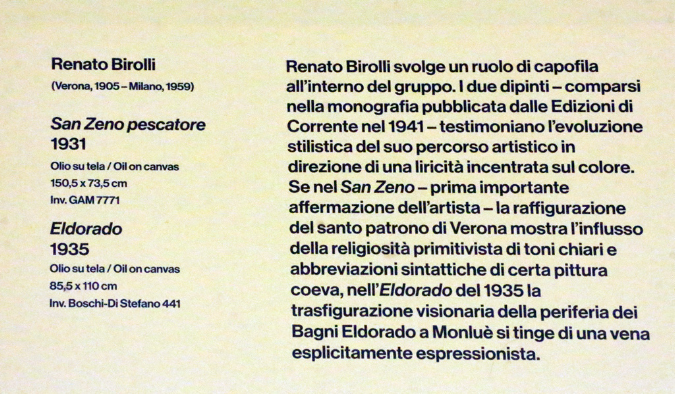 Renato Birolli
(Verona, 1905 – Milano, 1959)
San Zeno pescatore
1931
Olio su tela / Oil on canvas
150,5 x 73,5 cm
Inv. GAM 7771
Eldorado
1935
Olio su tela / Oil on canvas
85,5 x 110 cm
Inv. Boschi-Di Stefano 441
Renato Birolli svolge un ruolo di capofila
all'interno del gruppo. I due dipinti – comparsi
nella monografia pubblicata dalle Edizioni di
Corrente nel 1941 – testimoniano l'evoluzione
stilistica del suo percorso artistico in
direzione di una liricità incentrata sul colore.
Se nel San Zeno – prima importante
affermazione dell'artista – la raffigurazione
del santo patrono di Verona mostra l'influsso
della religiosità primitivista di toni chiari e
abbreviazioni sintattiche di certa pittura
coeva, nell'Eldorado del 1935 la
trasfigurazione visionaria della periferia dei
Bagni Eldorado a Monluè si tinge di una vena
esplicitamente espressionista.